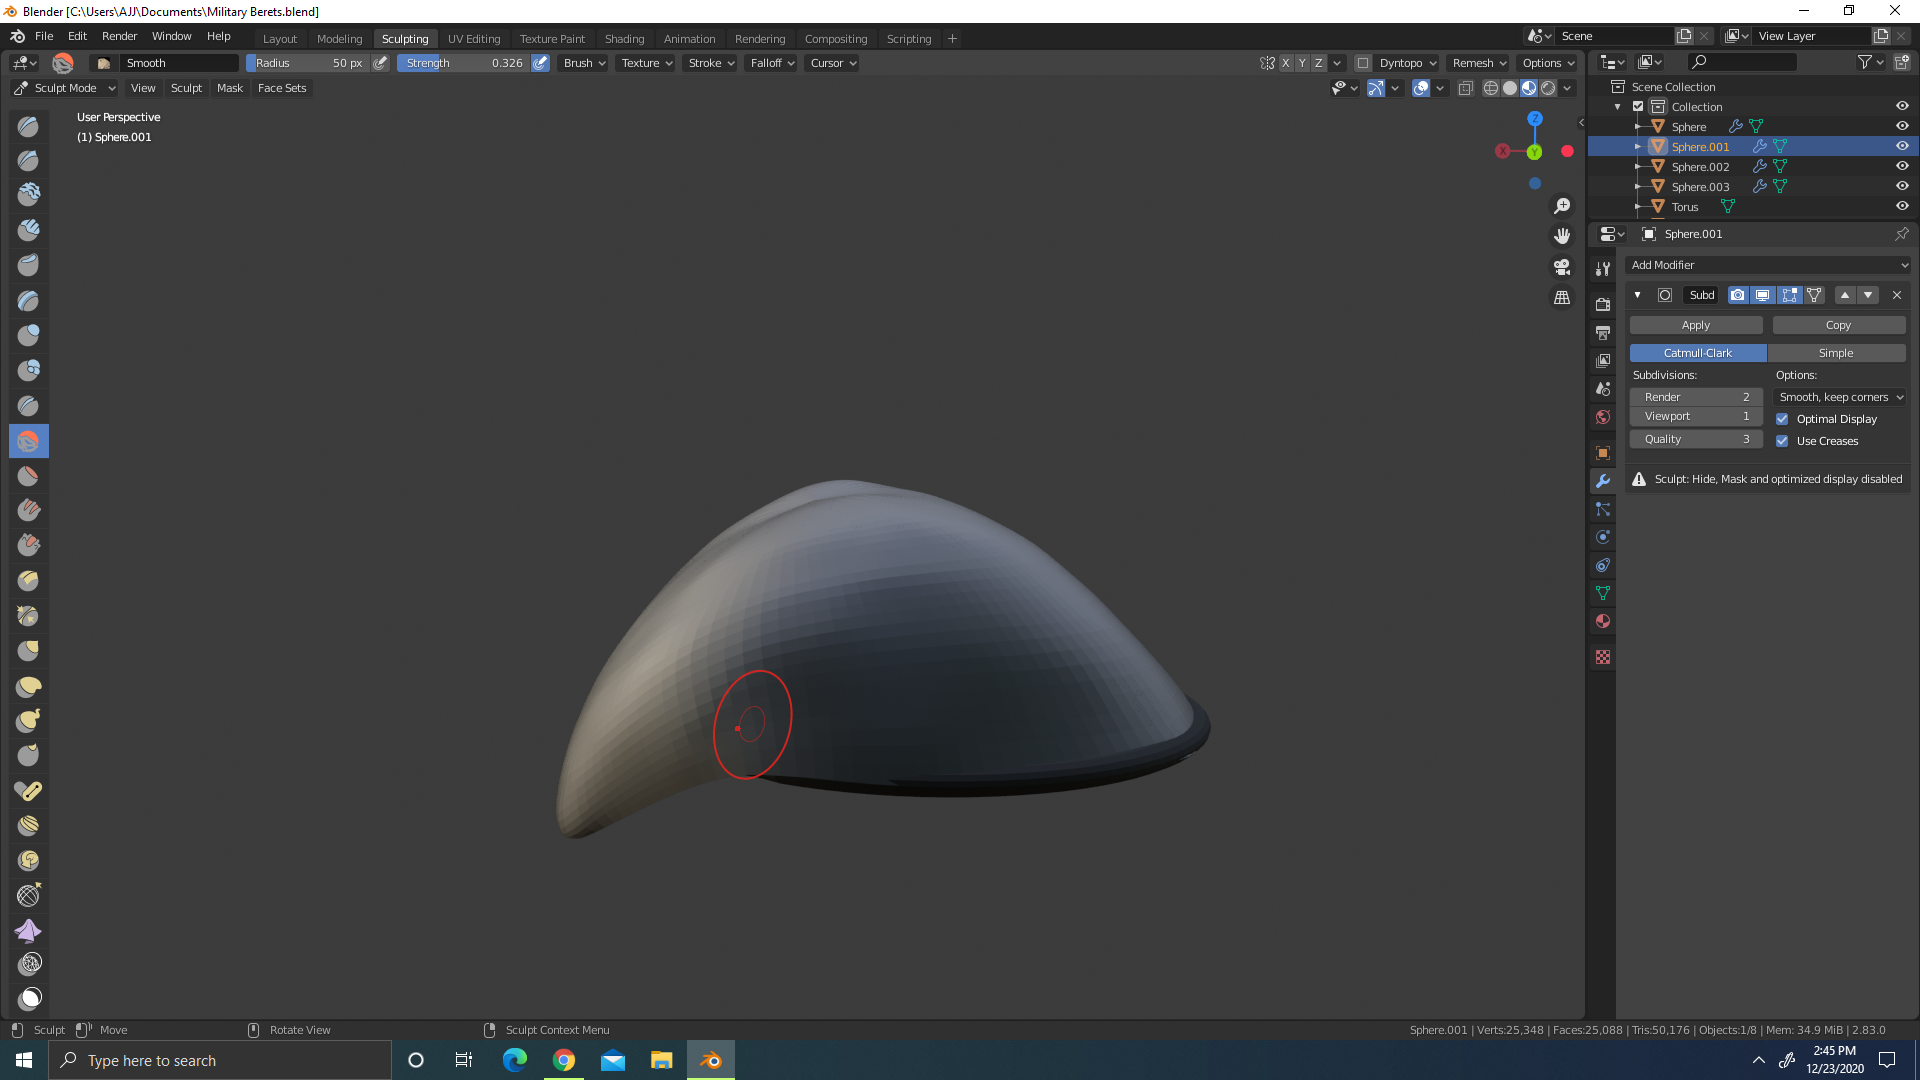 Blender [C:\Users\AJJ\Documents\Military Berets.blend]
File Edit Render Window Help Layout Modeling Sculpting UV Editing Texture Paint Shading Animation Rendering Compositing Scripting + Scene View Layer
Smooth Radius 50 px Strength 0.326 Brush Texture Stroke Falloff Cursor X Y Z Dyntopo Remesh Options
Sculpt Mode View Sculpt Mask Face Sets
User Perspective
(1) Sphere.001
Z
X
Y
Scene Collection
Collection
Sphere
Sphere.001
Sphere.002
Sphere.003
Torus
Sphere.001
Add Modifier
Subd
Apply Copy
Catmull-Clark Simple
Subdivisions: Options:
Render 2 Smooth, keep corners
Viewport 1 Optimal Display
Quality 3 Use Creases
Sculpt: Hide, Mask and optimized display disabled
Sculpt Move Rotate View Sculpt Context Menu Sphere.001 | Verts:25,348 | Faces:25,088 | Tris:50,176 | Objects:1/8 | Mem: 34.9 MiB | 2.83.0
Type here to search
2:45 PM
12/23/2020